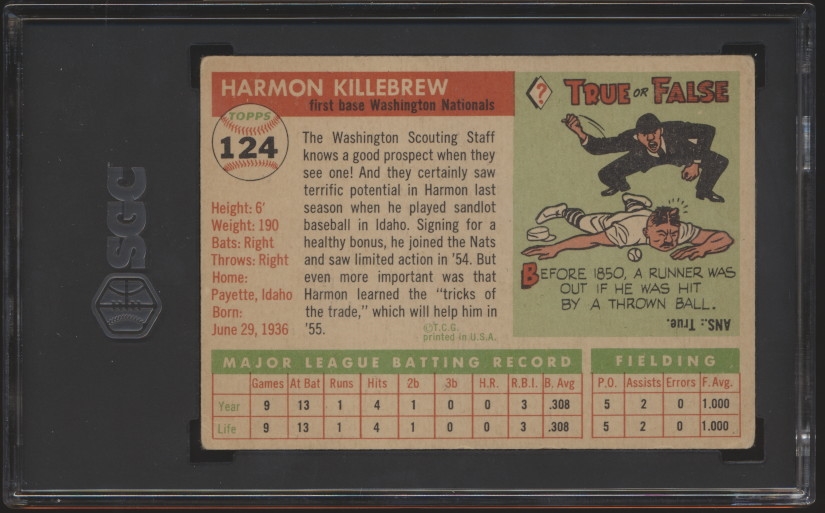 SGC
HARMON KILLEBREW
first base Washington Nationals
TOPPS
124
Height: 6'
Weight: 190
Bats: Right
Throws: Right
Home:
Payette, Idaho
Born:
June 29, 1936
The Washington Scouting Staff
knows a good prospect when they
see one! And they certainly saw
terrific potential in Harmon last
season when he played sandlot
baseball in Idaho. Signing for a
healthy bonus, he joined the Nats
and saw limited action in '54. But
even more important was that
Harmon learned the "tricks of
the trade," which will help him in
'55.
©T.C.G.
printed in U.S.A.
?
TRUE OR FALSE
BEFORE 1850, A RUNNER WAS
OUT IF HE WAS HIT
BY A THROWN BALL.
ANS.: True.
MAJOR LEAGUE BATTING RECORD
Games At Bat Runs Hits 2b 3b H.R. R.B.I. B. Avg
Year 9 13 1 4 1 0 0 3 .308
Life 9 13 1 4 1 0 0 3 .308
FIELDING
P.O. Assists Errors F. Avg.
5 2 0 1.000
5 2 0 1.000